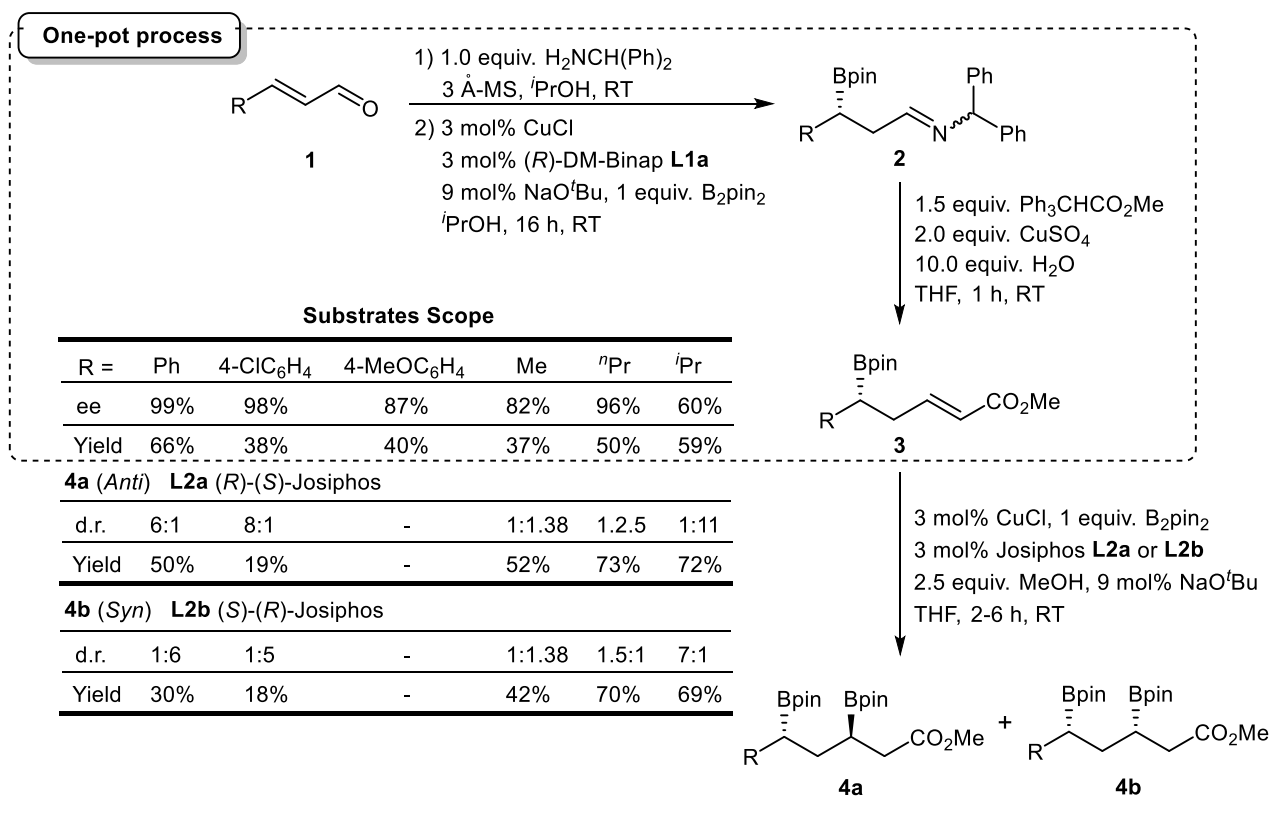 One-pot process
R
O
1
1) 1.0 equiv. H₂NCH(Ph)₂
3 Å-MS, ⁱPrOH, RT
2) 3 mol% CuCl
3 mol% (R)-DM-Binap L1a
9 mol% NaOᵗBu, 1 equiv. B₂pin₂
ⁱPrOH, 16 h, RT
Bpin
Ph
R
N
Ph
2
1.5 equiv. Ph₃CHCO₂Me
2.0 equiv. CuSO₄
10.0 equiv. H₂O
THF, 1 h, RT
Substrates Scope
R = Ph 4-ClC₆H₄ 4-MeOC₆H₄ Me ⁿPr ⁱPr
ee 99% 98% 87% 82% 96% 60%
Yield 66% 38% 40% 37% 50% 59%
Bpin
R
CO₂Me
3
4a (Anti) L2a (R)-(S)-Josiphos
d.r. 6:1 8:1 - 1:1.38 1.2.5 1:11
Yield 50% 19% - 52% 73% 72%
4b (Syn) L2b (S)-(R)-Josiphos
d.r. 1:6 1:5 - 1:1.38 1.5:1 7:1
Yield 30% 18% - 42% 70% 69%
3 mol% CuCl, 1 equiv. B₂pin₂
3 mol% Josiphos L2a or L2b
2.5 equiv. MeOH, 9 mol% NaOᵗBu
THF, 2-6 h, RT
Bpin Bpin
R
CO₂Me
4a
+
Bpin Bpin
R
CO₂Me
4b